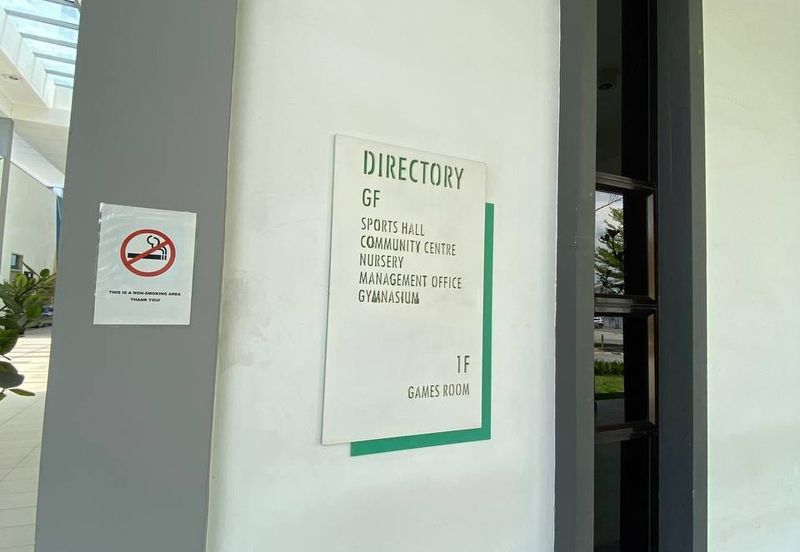 THIS IS A NON-SMOKING AREA
THANK YOU!
DIRECTORY
GF
SPORTS HALL
COMMUNITY CENTRE
NURSERY
MANAGEMENT OFFICE
GYMNASIUM
1F
GAMES ROOM